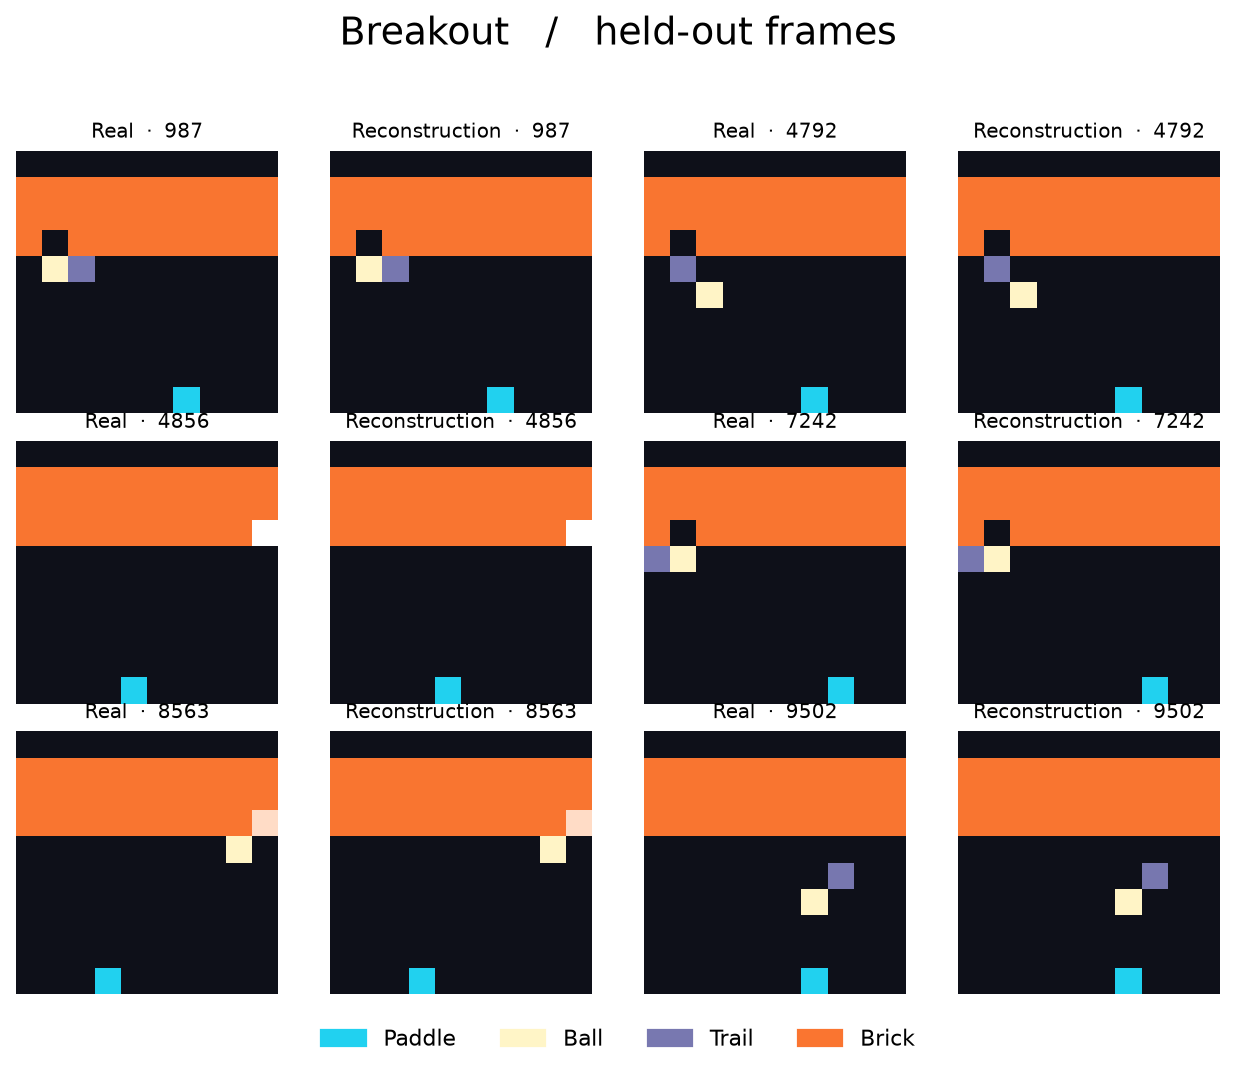 Breakout / held-out frames
Real · 987
Reconstruction · 987
Real · 4792
Reconstruction · 4792
Real · 4856
Reconstruction · 4856
Real · 7242
Reconstruction · 7242
Real · 8563
Reconstruction · 8563
Real · 9502
Reconstruction · 9502
Paddle
Ball
Trail
Brick